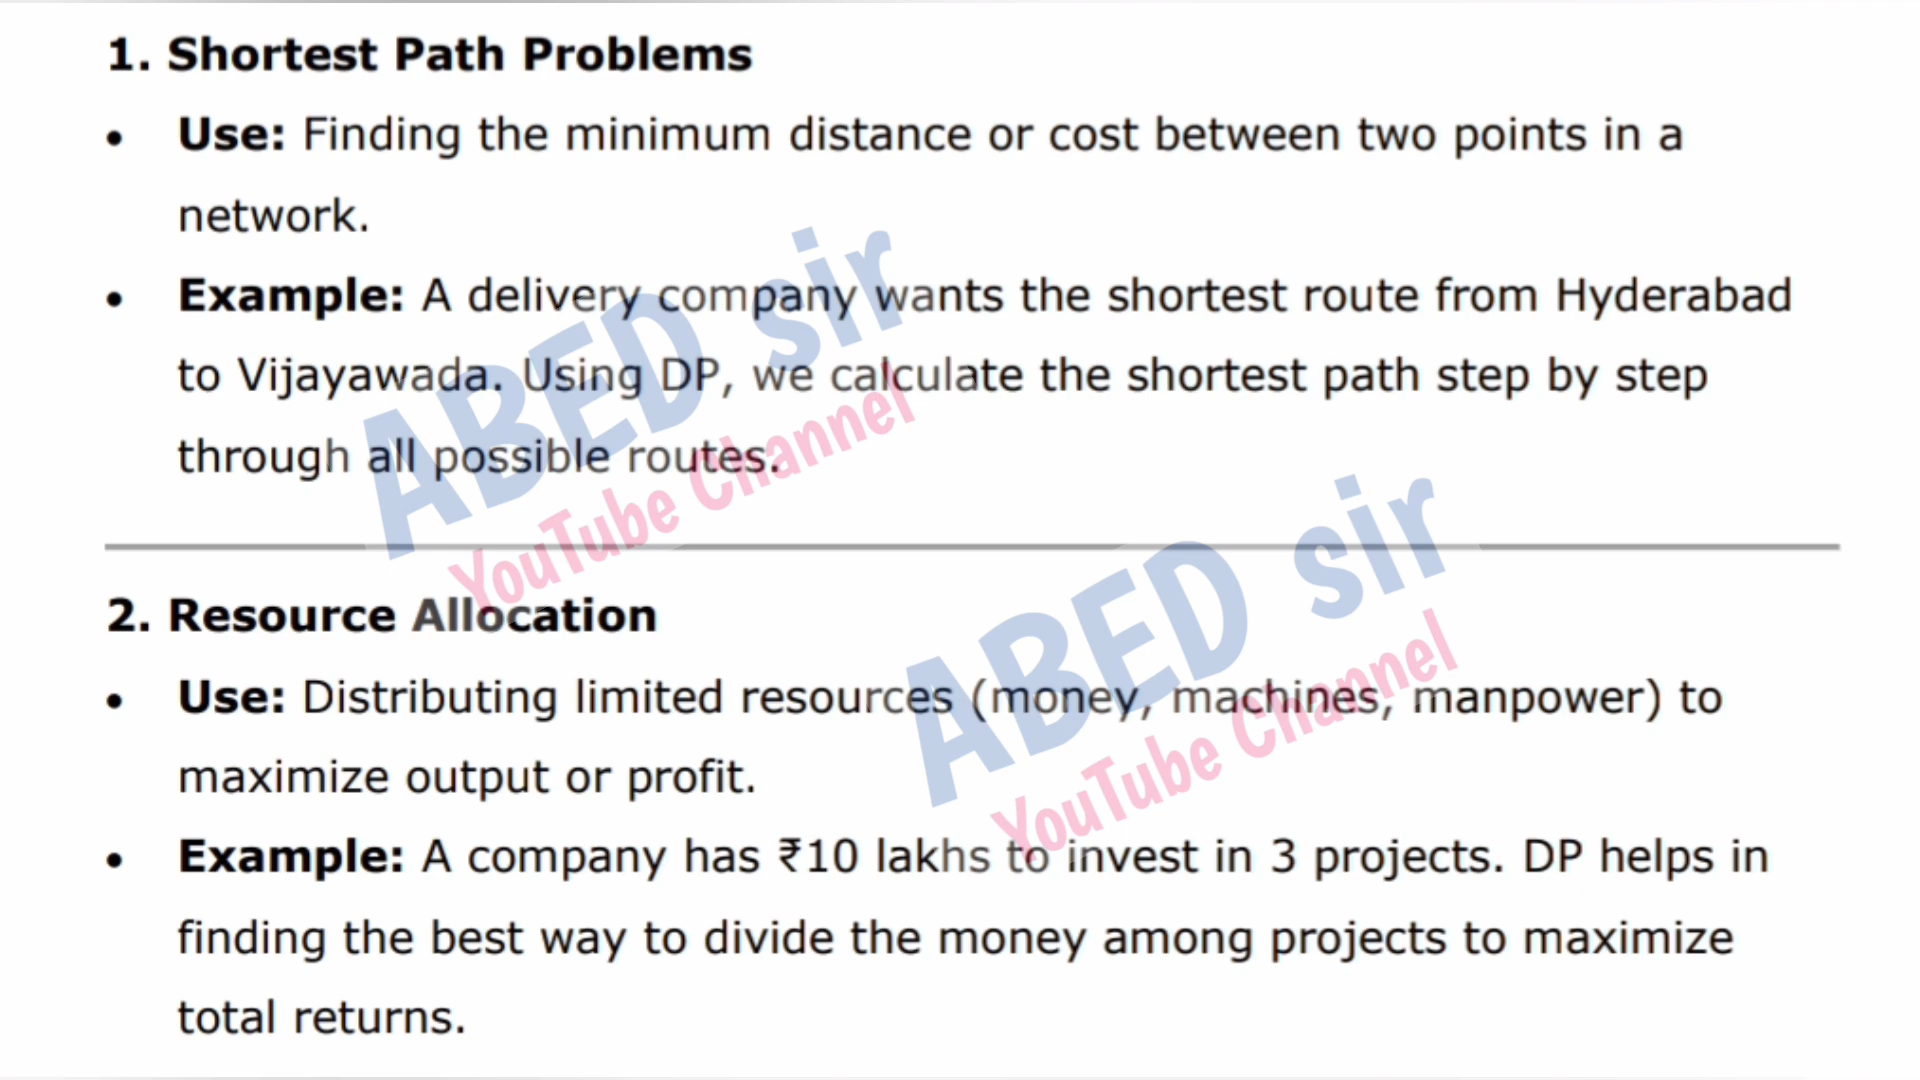 1. Shortest Path Problems
• Use: Finding the minimum distance or cost between two points in a
network.
• Example: A delivery company wants the shortest route from Hyderabad
to Vijayawada. Using DP, we calculate the shortest path step by step
through all possible routes.
ABED sir
YouTube Channel
2. Resource Allocation
• Use: Distributing limited resources (money, machines, manpower) to
maximize output or profit.
• Example: A company has ₹10 lakhs to invest in 3 projects. DP helps in
finding the best way to divide the money among projects to maximize
total returns.
ABED sir
YouTube Channel